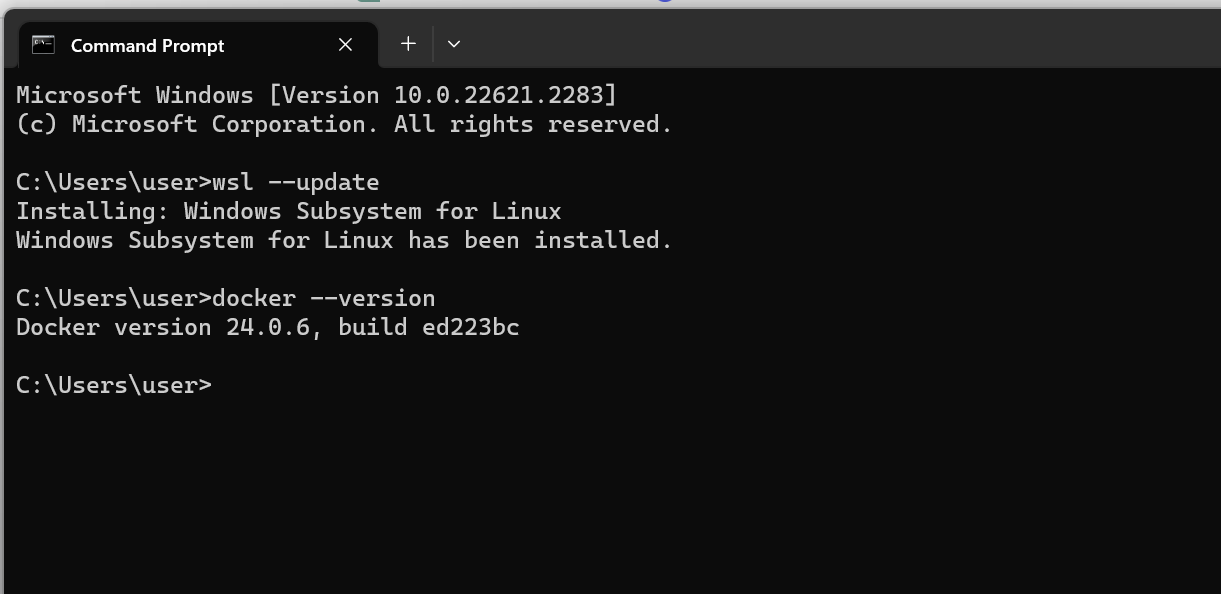 Command Prompt
Microsoft Windows [Version 10.0.22621.2283]
(c) Microsoft Corporation. All rights reserved.
C:\Users\user>wsl --update
Installing: Windows Subsystem for Linux
Windows Subsystem for Linux has been installed.
C:\Users\user>docker --version
Docker version 24.0.6, build ed223bc
C:\Users\user>